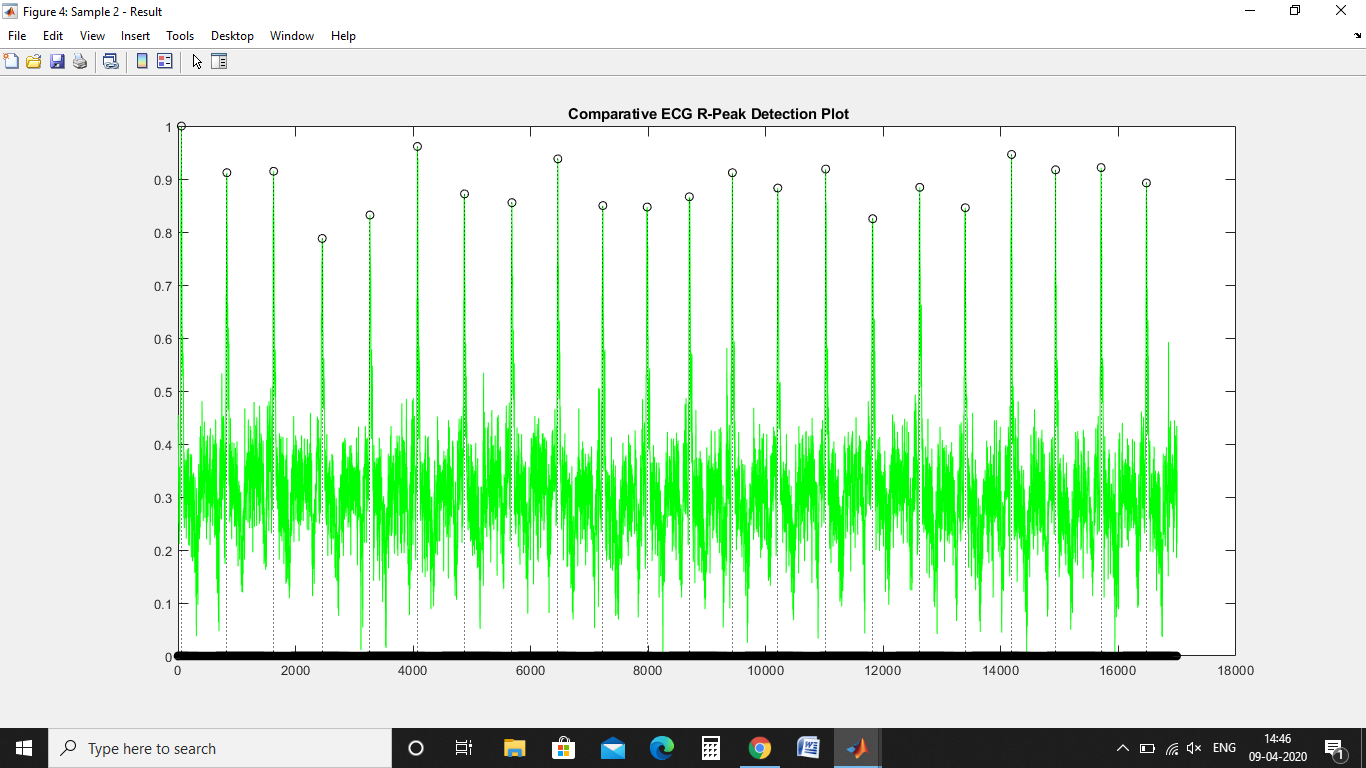 Figure 4: Sample 2 - Result
File Edit View Insert Tools Desktop Window Help
Comparative ECG R-Peak Detection Plot
1
0.9
0.8
0.7
0.6
0.5
0.4
0.3
0.2
0.1
0
0 2000 4000 6000 8000 10000 12000 14000 16000 18000
Type here to search
W
ENG
14:46
09-04-2020
1